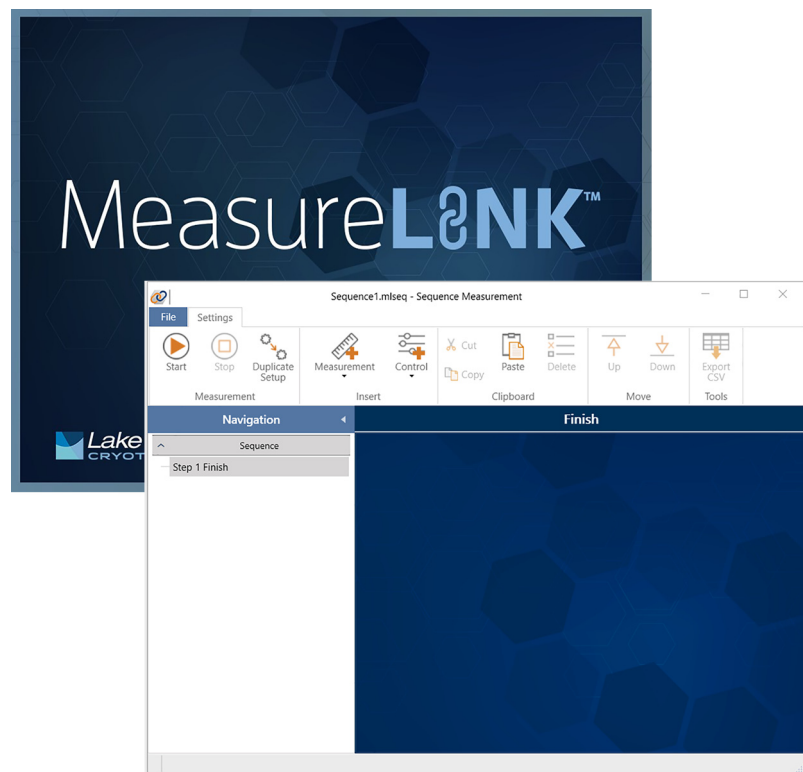 MeasureLINK™
Sequence1.mlseq - Sequence Measurement
File Settings
Start Stop Duplicate Setup Measurement Control Cut Copy Paste Delete Up Down Export CSV
Measurement Insert Clipboard Move Tools
Navigation Finish
Sequence
Step 1 Finish
Lake
CRYOT